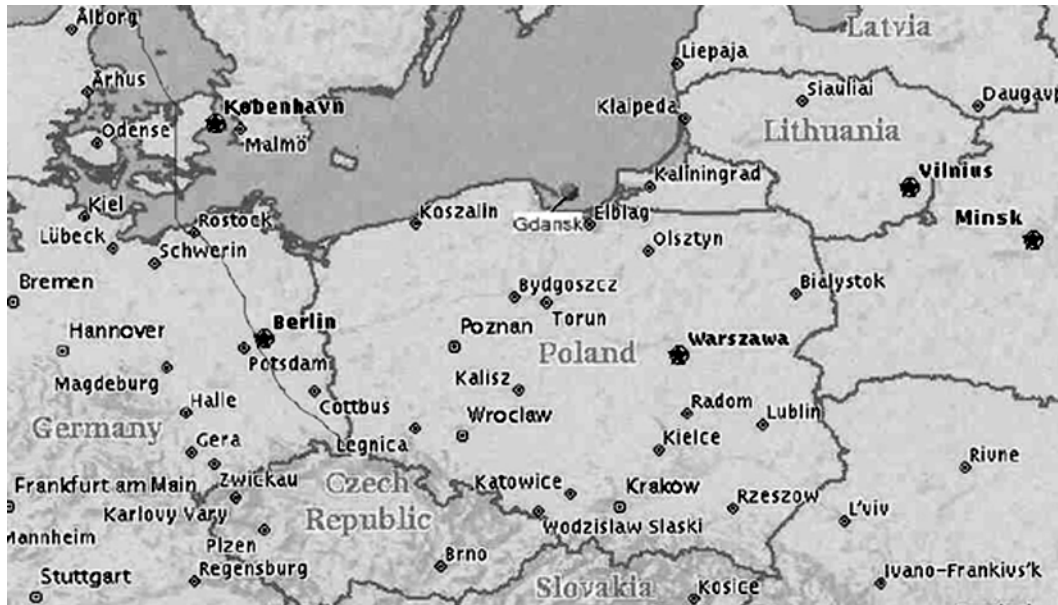 Ålborg
Latvia
Liepaja
Århus
Siauliai
København
Klaipeda
Odense
Malmö
Lithuania
Kaliningrad
Vilnius
Kiel
Rostock
Koszalin
Gdansk
Elblag
Minsk
Lübeck
Schwerin
Olsztyn
Bremen
Bydgoszcz
Bialystok
Hannover
Berlin
Poznan
Torun
Warszawa
Potsdam
Poland
Magdeburg
Kalisz
Halle
Cottbus
Wroclaw
Radom
Lublin
Germany
Gera
Legnica
Kielce
Rivne
Zwickau
Czech
Katowice
Frankfurt am Main
Krakow
Rzeszow
Karlovy Vary
Republic
Wodzislaw Slaski
L'viv
Mannheim
Plzen
Brno
Regensburg
Ivano-Frankivs'k
Stuttgart
Slovakia
Kosice